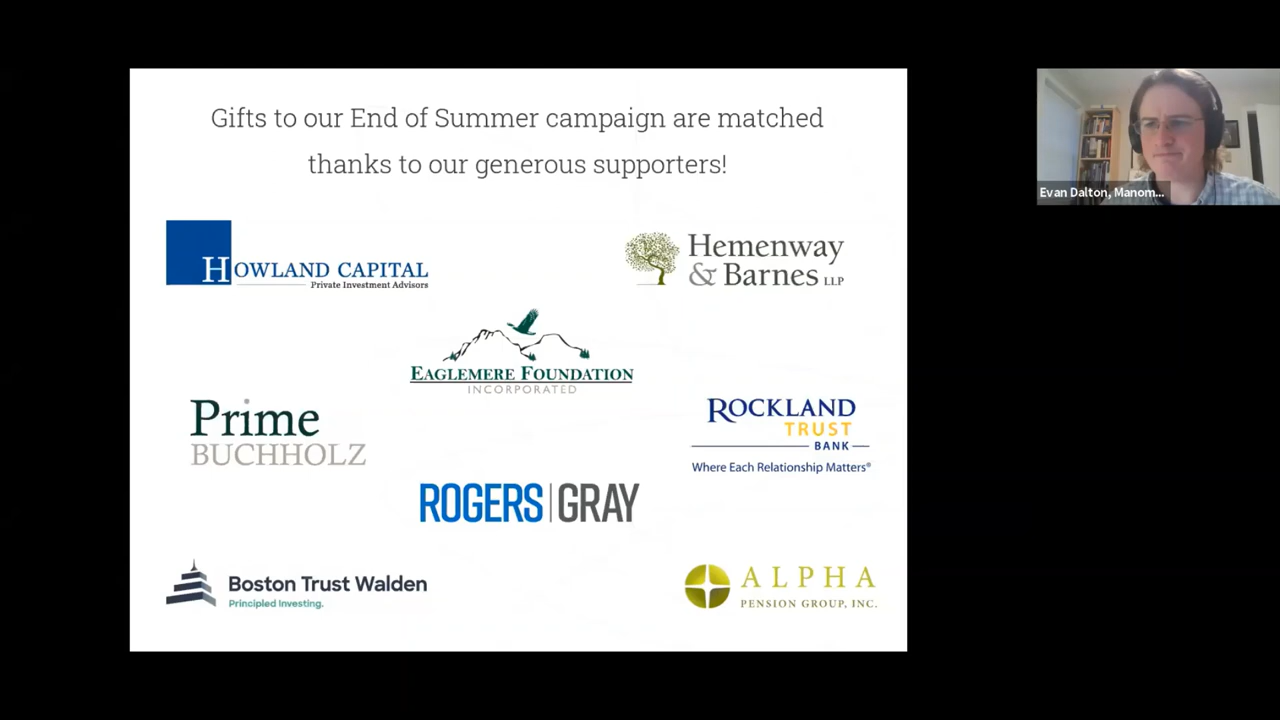 Gifts to our End of Summer campaign are matched
thanks to our generous supporters!
HOWLAND CAPITAL
Private Investment Advisors
Hemenway
& Barnes LLP
EAGLEMERE FOUNDATION
INCORPORATED
Prime
BUCHHOLZ
ROCKLAND
TRUST
BANK
Where Each Relationship Matters®
ROGERS|GRAY
Boston Trust Walden
Principled Investing.
ALPHA
PENSION GROUP, INC.
Evan Dalton, Manom...